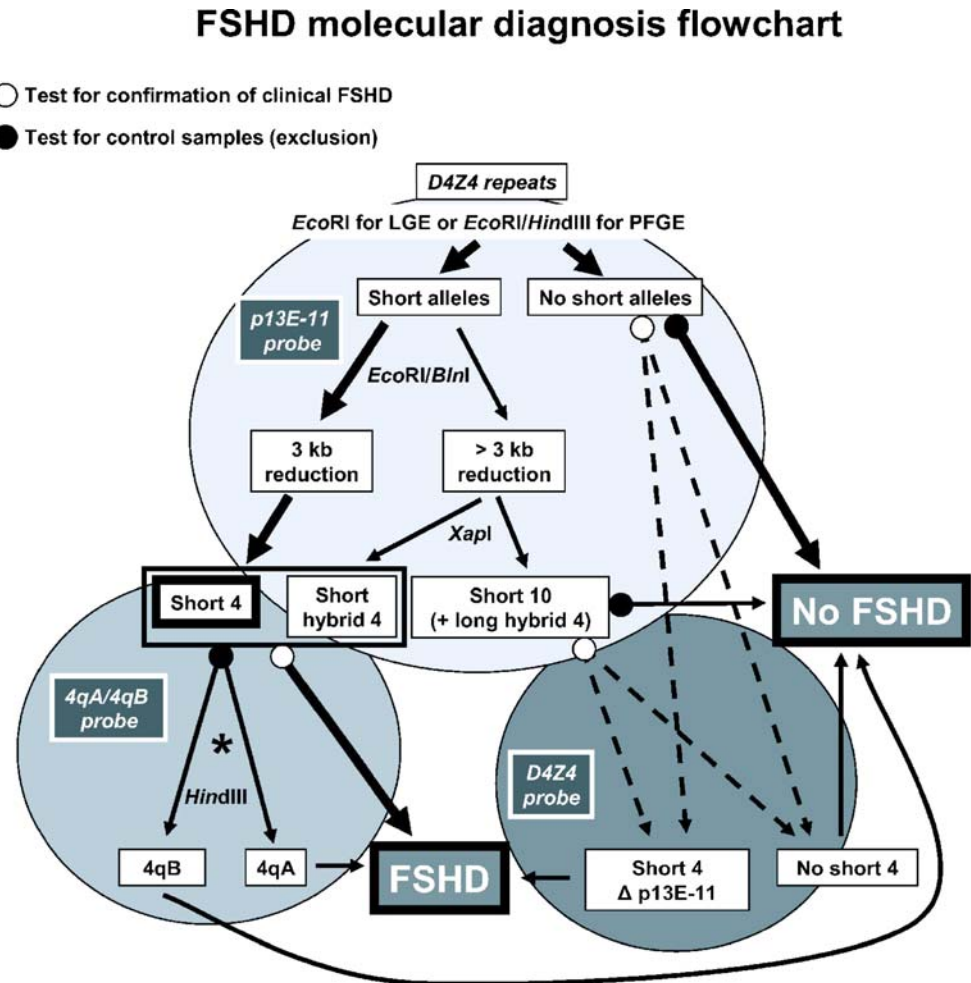 FSHD molecular diagnosis flowchart
Test for confirmation of clinical FSHD
Test for control samples (exclusion)
D4Z4 repeats
EcoRI for LGE or EcoRI/HindIII for PFGE
Short alleles
No short alleles
p13E-11
probe
EcoRI/BlnI
3 kb
reduction
> 3 kb
reduction
XapI
Short 4
Short
hybrid 4
Short 10
(+ long hybrid 4)
No FSHD
4qA/4qB
probe
*
HindIII
D4Z4
probe
4qB
4qA
FSHD
Short 4
Δ p13E-11
No short 4